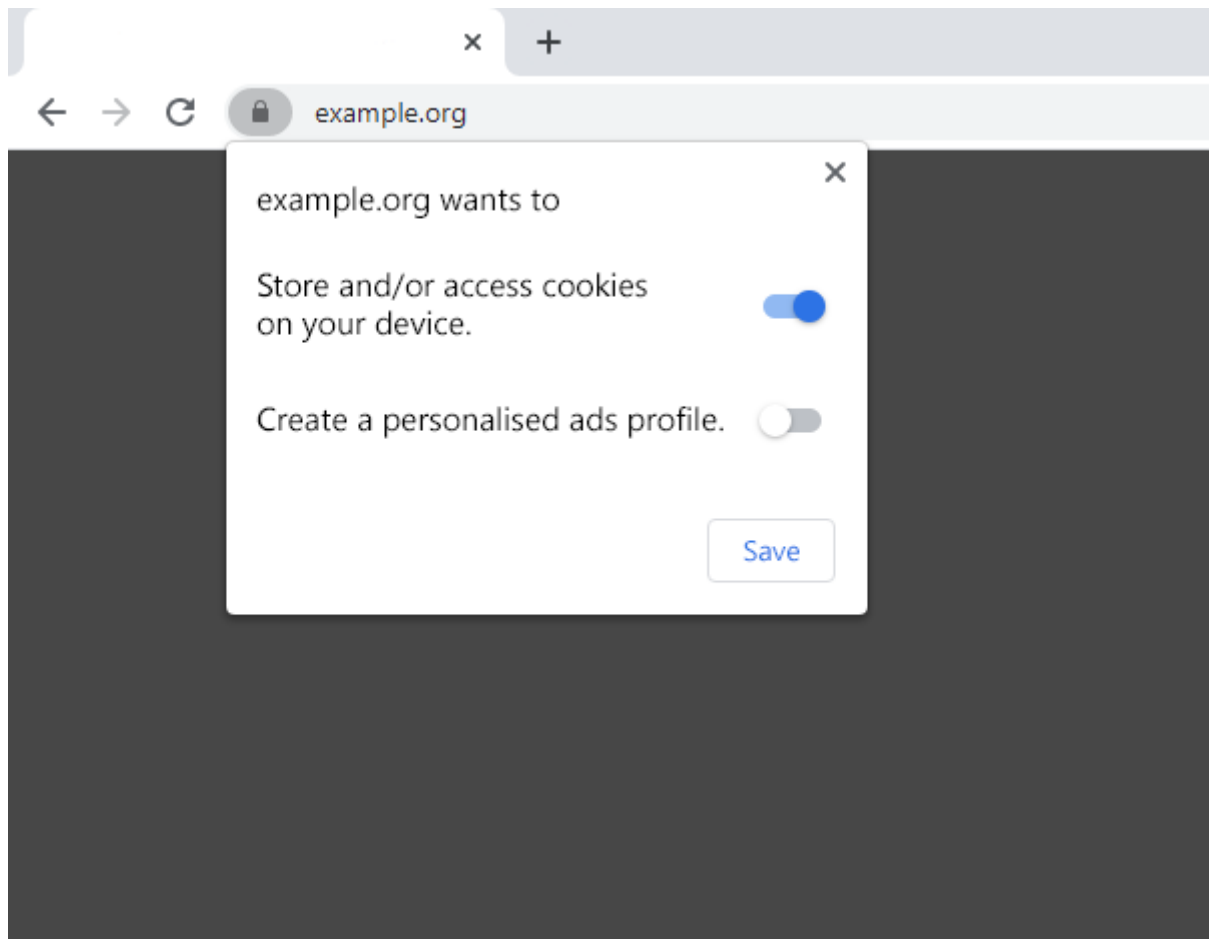 example.org
example.org wants to
Store and/or access cookies
on your device.
Create a personalised ads profile.
Save